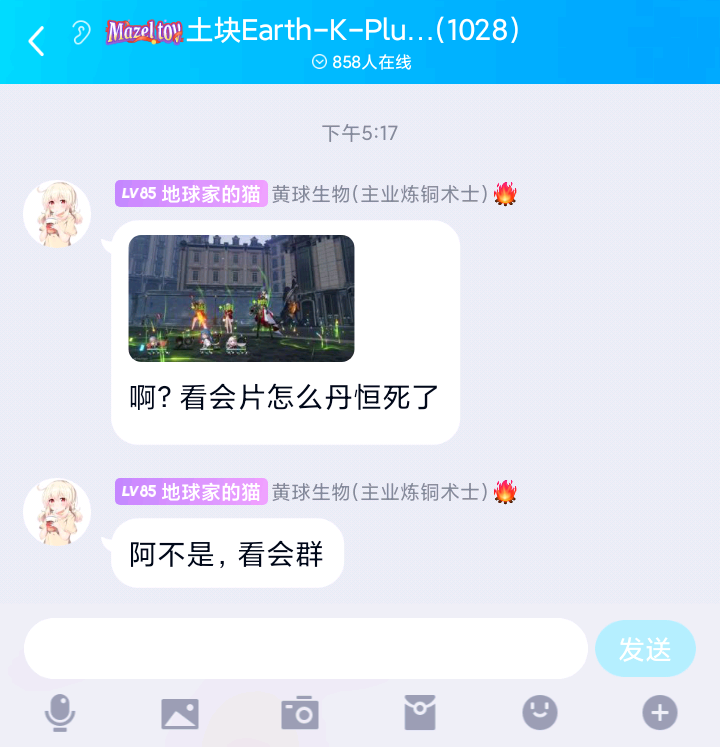 Mazel toy 土块Earth-K-Plu...(1028)
858人在线
下午5:17
LV85 地球家的猫 黄球生物(主业炼铜术士)🔥
啊? 看会片怎么丹恒死了
LV85 地球家的猫 黄球生物(主业炼铜术士)🔥
阿不是, 看会群
发送